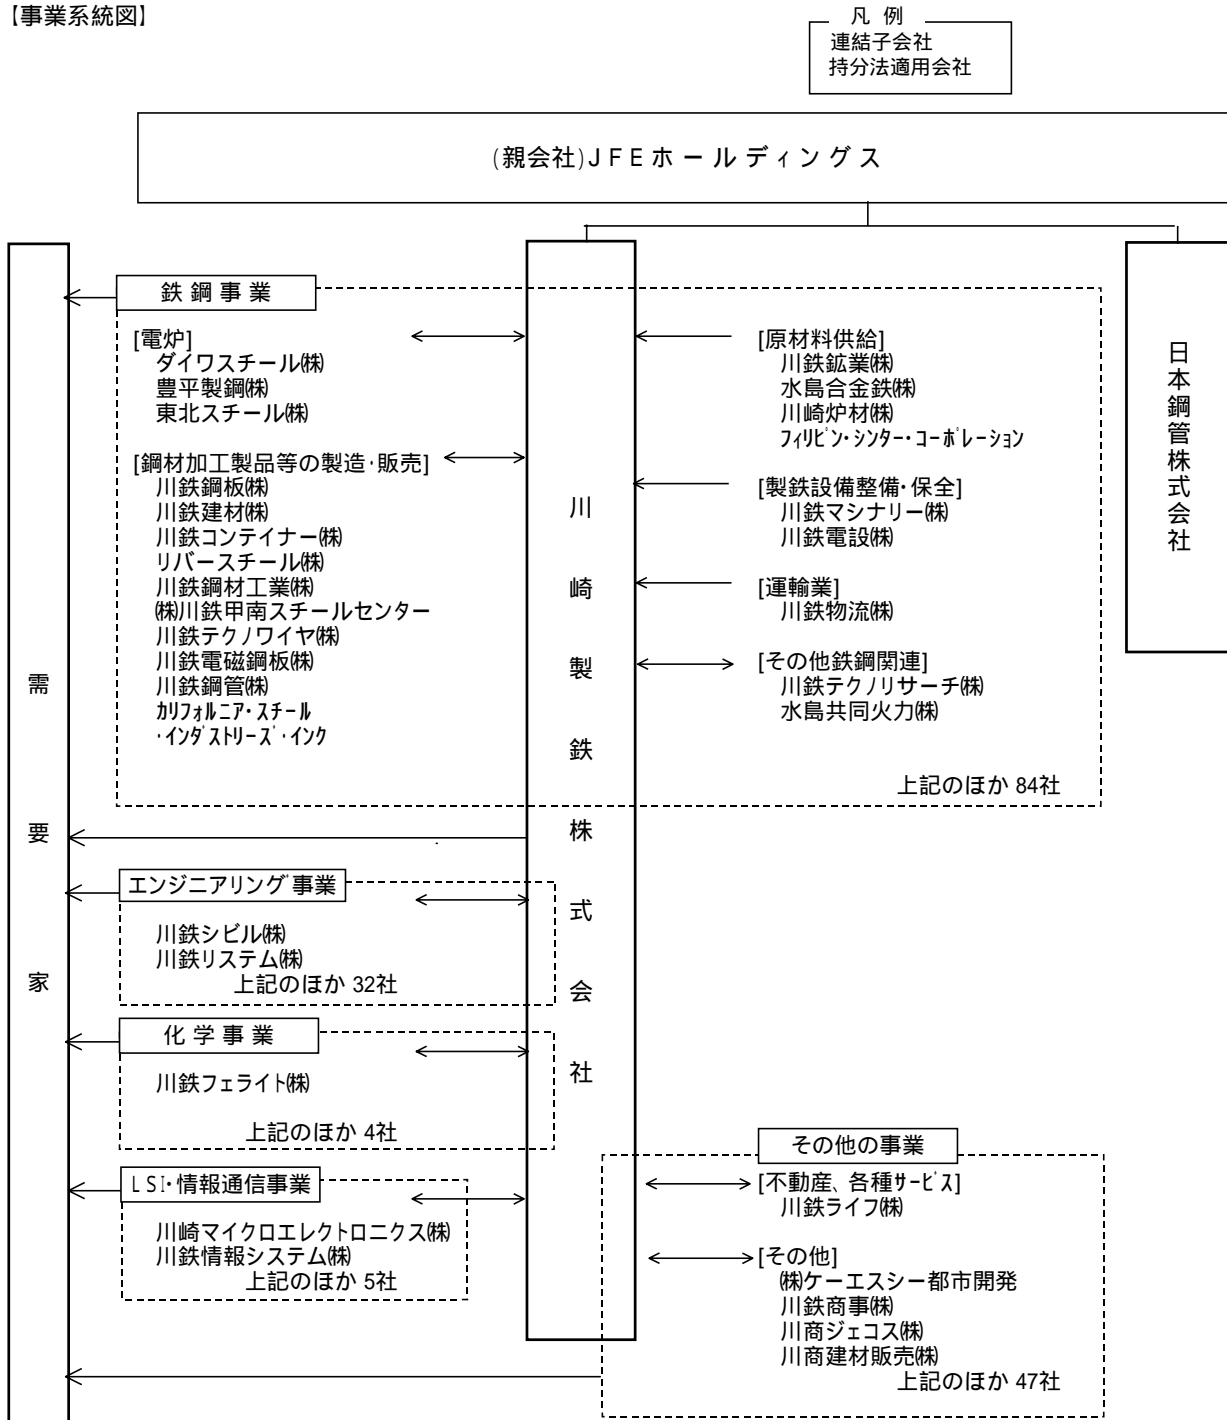 【事業系統図】
凡 例
連結子会社
持分法適用会社
(親会社)JFEホールディングス
鉄鋼事業
[電炉]
ダイワスチール㈱
豊平製鋼㈱
東北スチール㈱
[鋼材加工製品等の製造・販売]
川鉄鋼板㈱
川鉄建材㈱
川鉄コンテイナー㈱
リバースチール㈱
川鉄鋼材工業㈱
㈱川鉄甲南スチールセンター
川鉄テクノワイヤ㈱
川鉄電磁鋼板㈱
川鉄鋼管㈱
ｶﾘﾌｫﾙﾆｱ・ｽﾁｰﾙ
・ｲﾝﾀﾞｽﾄﾘｰｽﾞ・ｲﾝｸ
[原材料供給]
川鉄鉱業㈱
水島合金鉄㈱
川崎炉材㈱
ﾌｨﾘﾋﾟﾝ・ｼﾝﾀｰ・ｺｰﾎﾟﾚｰｼｮﾝ
[製鉄設備整備・保全]
川鉄マシナリー㈱
川鉄電設㈱
[運輸業]
川鉄物流㈱
[その他鉄鋼関連]
川鉄テクノリサーチ㈱
水島共同火力㈱
上記のほか 84社
川崎製鉄株式会社
日本鋼管株式会社
需要家
エンジニアリング事業
川鉄シビル㈱
川鉄リステム㈱
上記のほか 32社
化学事業
川鉄フェライト㈱
上記のほか 4社
LSI・情報通信事業
川崎マイクロエレクトロニクス㈱
川鉄情報システム㈱
上記のほか 5社
その他の事業
[不動産、各種ｻｰﾋﾞｽ]
川鉄ライフ㈱
[その他]
㈱ケーエスシー都市開発
川鉄商事㈱
川商ジェコス㈱
川商建材販売㈱
上記のほか 47社